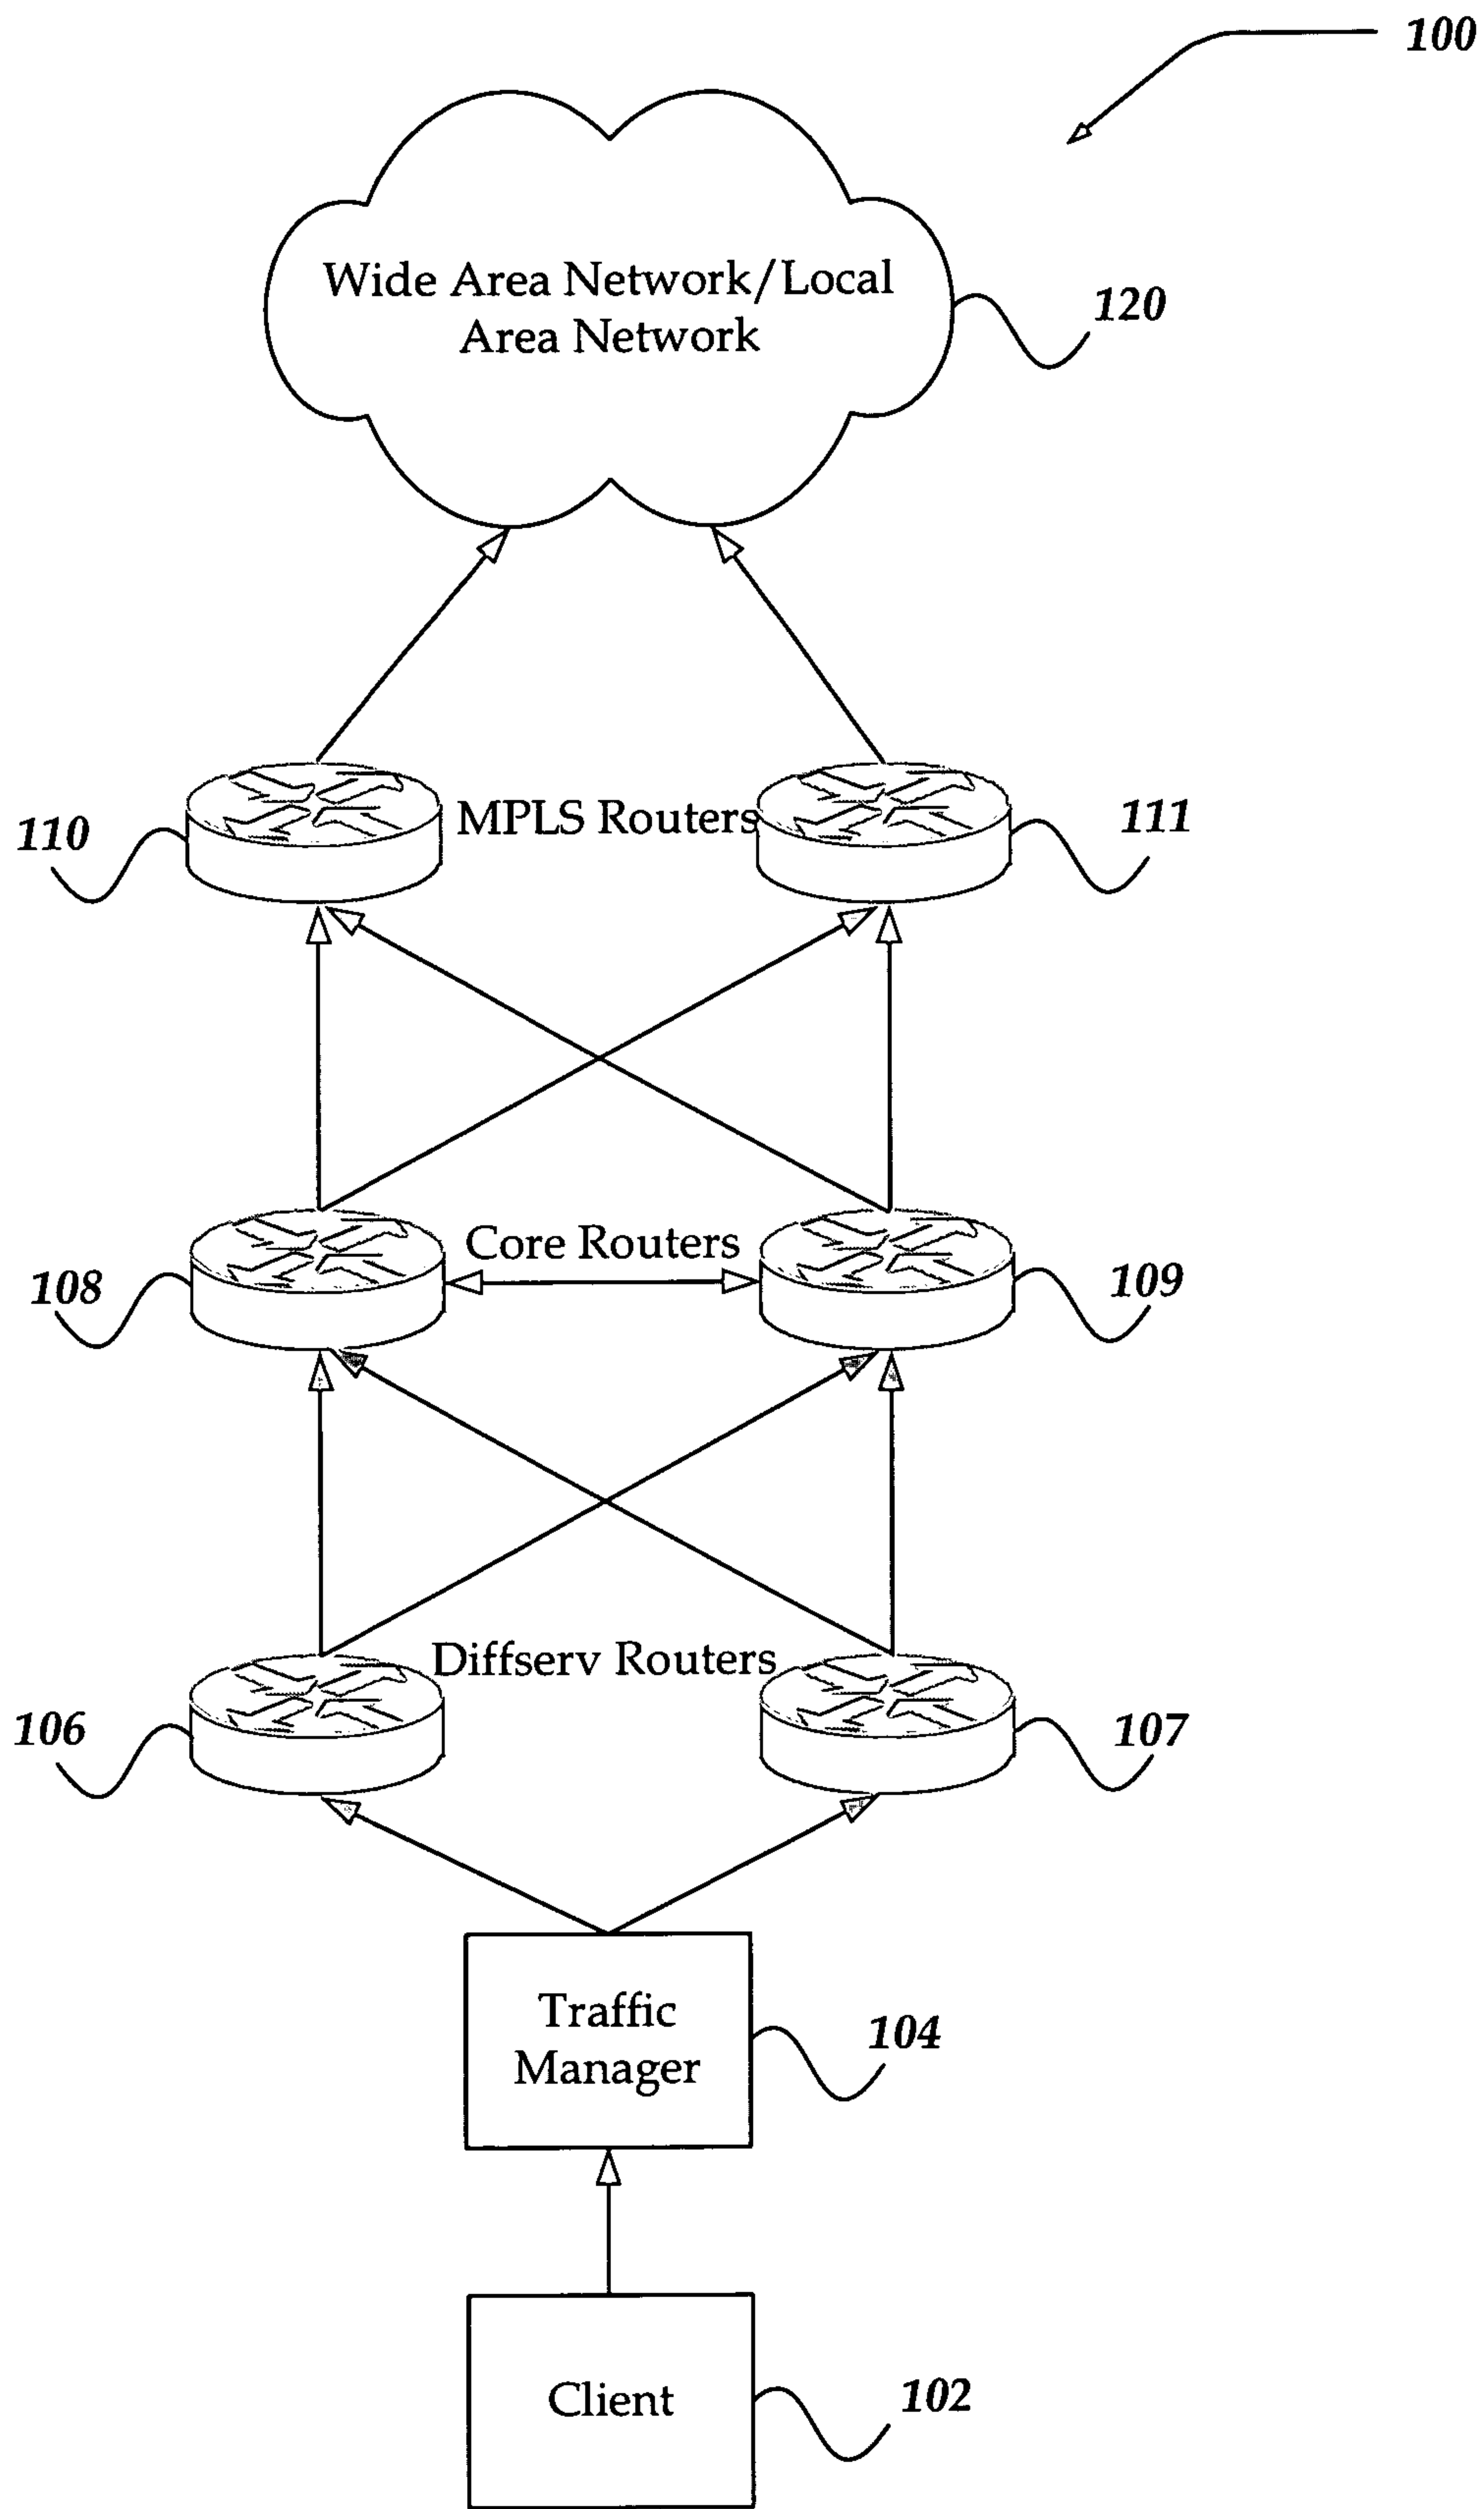 100
Wide Area Network/Local
Area Network
120
110
MPLS Routers
111
108
Core Routers
109
106
Diffserv Routers
107
Traffic
Manager
104
Client
102